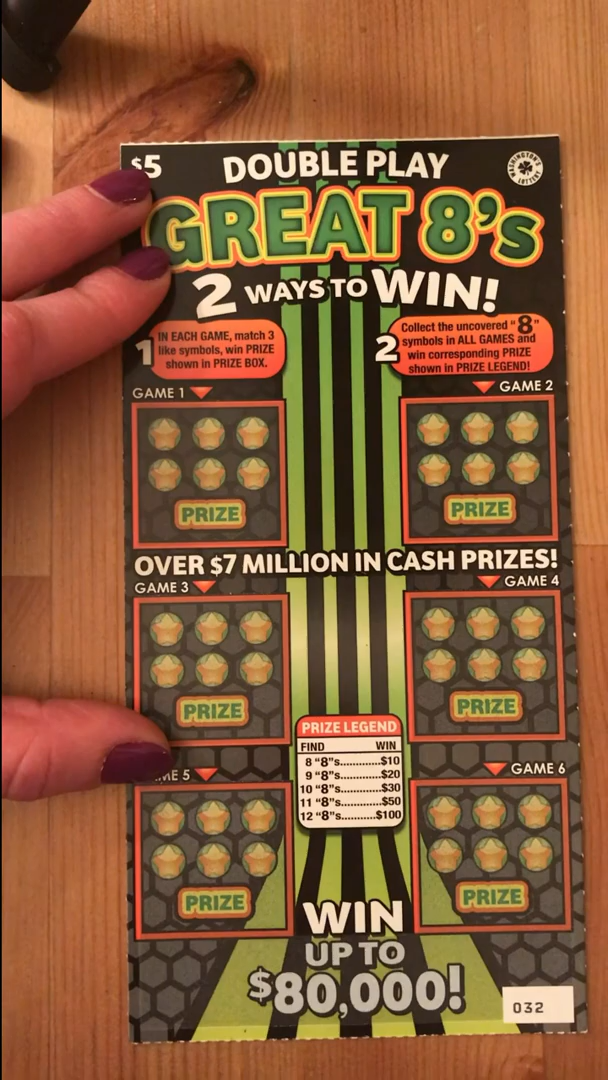 $5
DOUBLE PLAY
WASHINGTON'S LOTTERY
GREAT 8's
2 WAYS TO WIN!
1 IN EACH GAME, match 3
like symbols, win PRIZE
shown in PRIZE BOX.
2 Collect the uncovered "8"
symbols in ALL GAMES and
win corresponding PRIZE
shown in PRIZE LEGEND!
GAME 1
GAME 2
PRIZE
PRIZE
OVER $7 MILLION IN CASH PRIZES!
GAME 3
GAME 4
PRIZE
PRIZE
PRIZE LEGEND
FIND WIN
8 "8"s..........$10
9 "8"s..........$20
10 "8"s..........$30
11 "8"s..........$50
12 "8"s..........$100
ME 5
GAME 6
PRIZE
PRIZE
WIN
UP TO
$80,000!
032